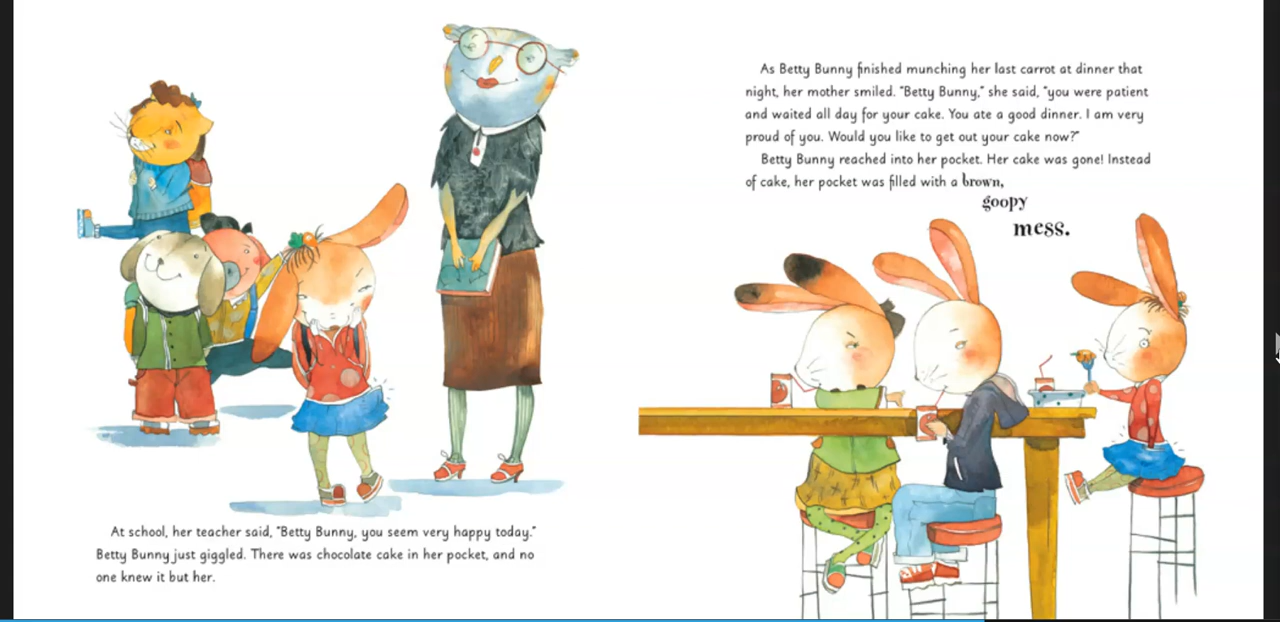 At school, her teacher said, "Betty Bunny, you seem very happy today."
Betty Bunny just giggled. There was chocolate cake in her pocket, and no
one knew it but her.
As Betty Bunny finished munching her last carrot at dinner that
night, her mother smiled. "Betty Bunny," she said, "you were patient
and waited all day for your cake. You ate a good dinner. I am very
proud of you. Would you like to get out your cake now?"
Betty Bunny reached into her pocket. Her cake was gone! Instead
of cake, her pocket was filled with a brown,
goopy
mess.